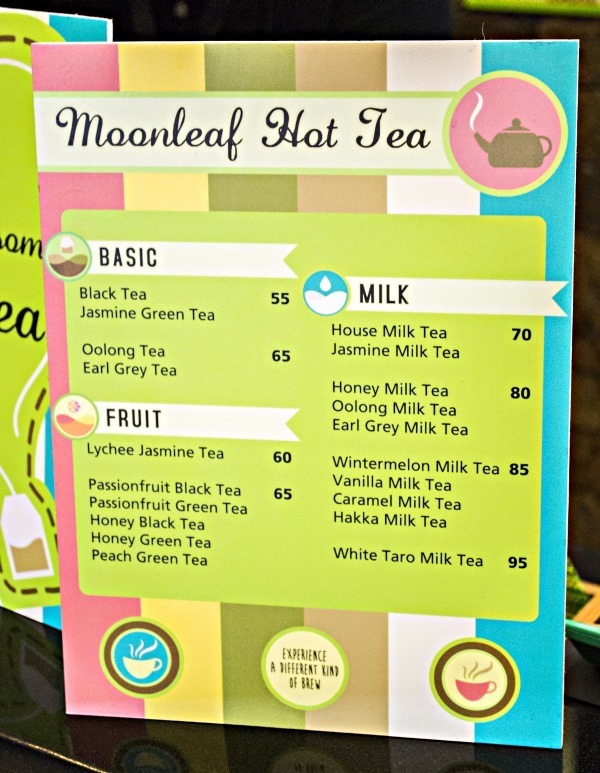 Moonleaf Hot Tea
BASIC
Black Tea 55
Jasmine Green Tea
Oolong Tea 65
Earl Grey Tea
FRUIT
Lychee Jasmine Tea 60
Passionfruit Black Tea 65
Passionfruit Green Tea
Honey Black Tea
Honey Green Tea
Peach Green Tea
MILK
House Milk Tea 70
Jasmine Milk Tea
Honey Milk Tea 80
Oolong Milk Tea
Earl Grey Milk Tea
Wintermelon Milk Tea 85
Vanilla Milk Tea
Caramel Milk Tea
Hakka Milk Tea
White Taro Milk Tea 95
EXPERIENCE
A DIFFERENT KIND
OF BREW